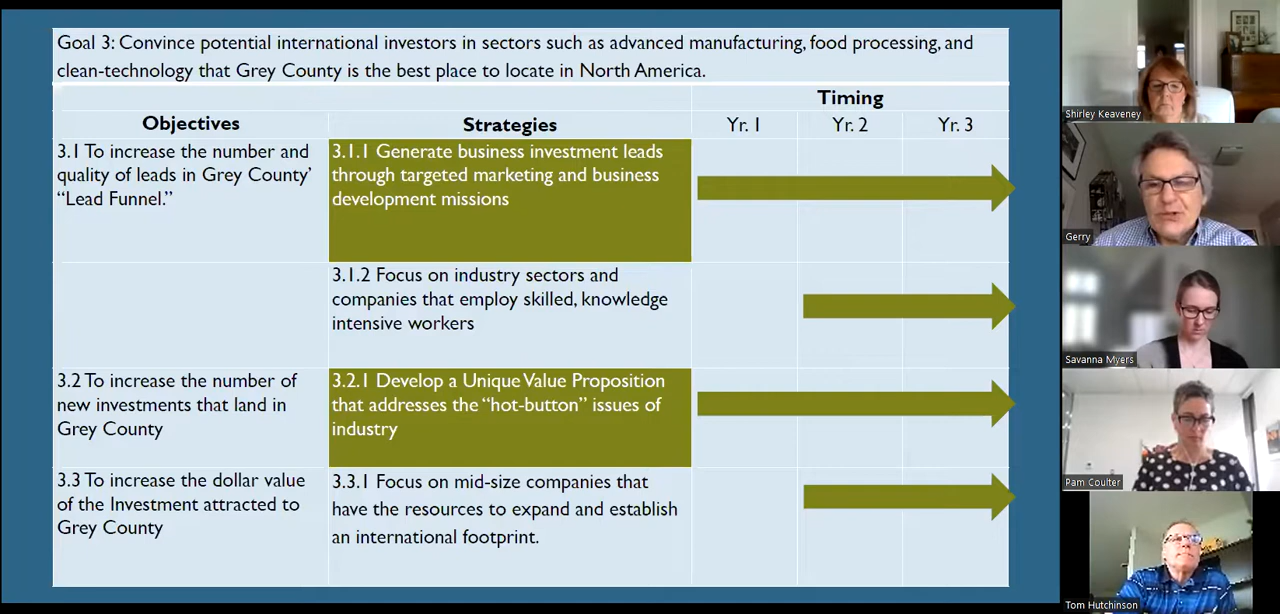 Goal 3: Convince potential international investors in sectors such as advanced manufacturing, food processing, and
clean-technology that Grey County is the best place to locate in North America.
Timing
Objectives
Strategies
Yr. 1
Yr. 2
Yr. 3
3.1 To increase the number and
quality of leads in Grey County'
"Lead Funnel."
3.1.1 Generate business investment leads
through targeted marketing and business
development missions
3.1.2 Focus on industry sectors and
companies that employ skilled, knowledge
intensive workers
3.2 To increase the number of
new investments that land in
Grey County
3.2.1 Develop a Unique Value Proposition
that addresses the "hot-button" issues of
industry
3.3 To increase the dollar value
of the Investment attracted to
Grey County
3.3.1 Focus on mid-size companies that
have the resources to expand and establish
an international footprint.
Shirley Keaveney
Gerry
Savanna Myers
Pam Coulter
Tom Hutchinson